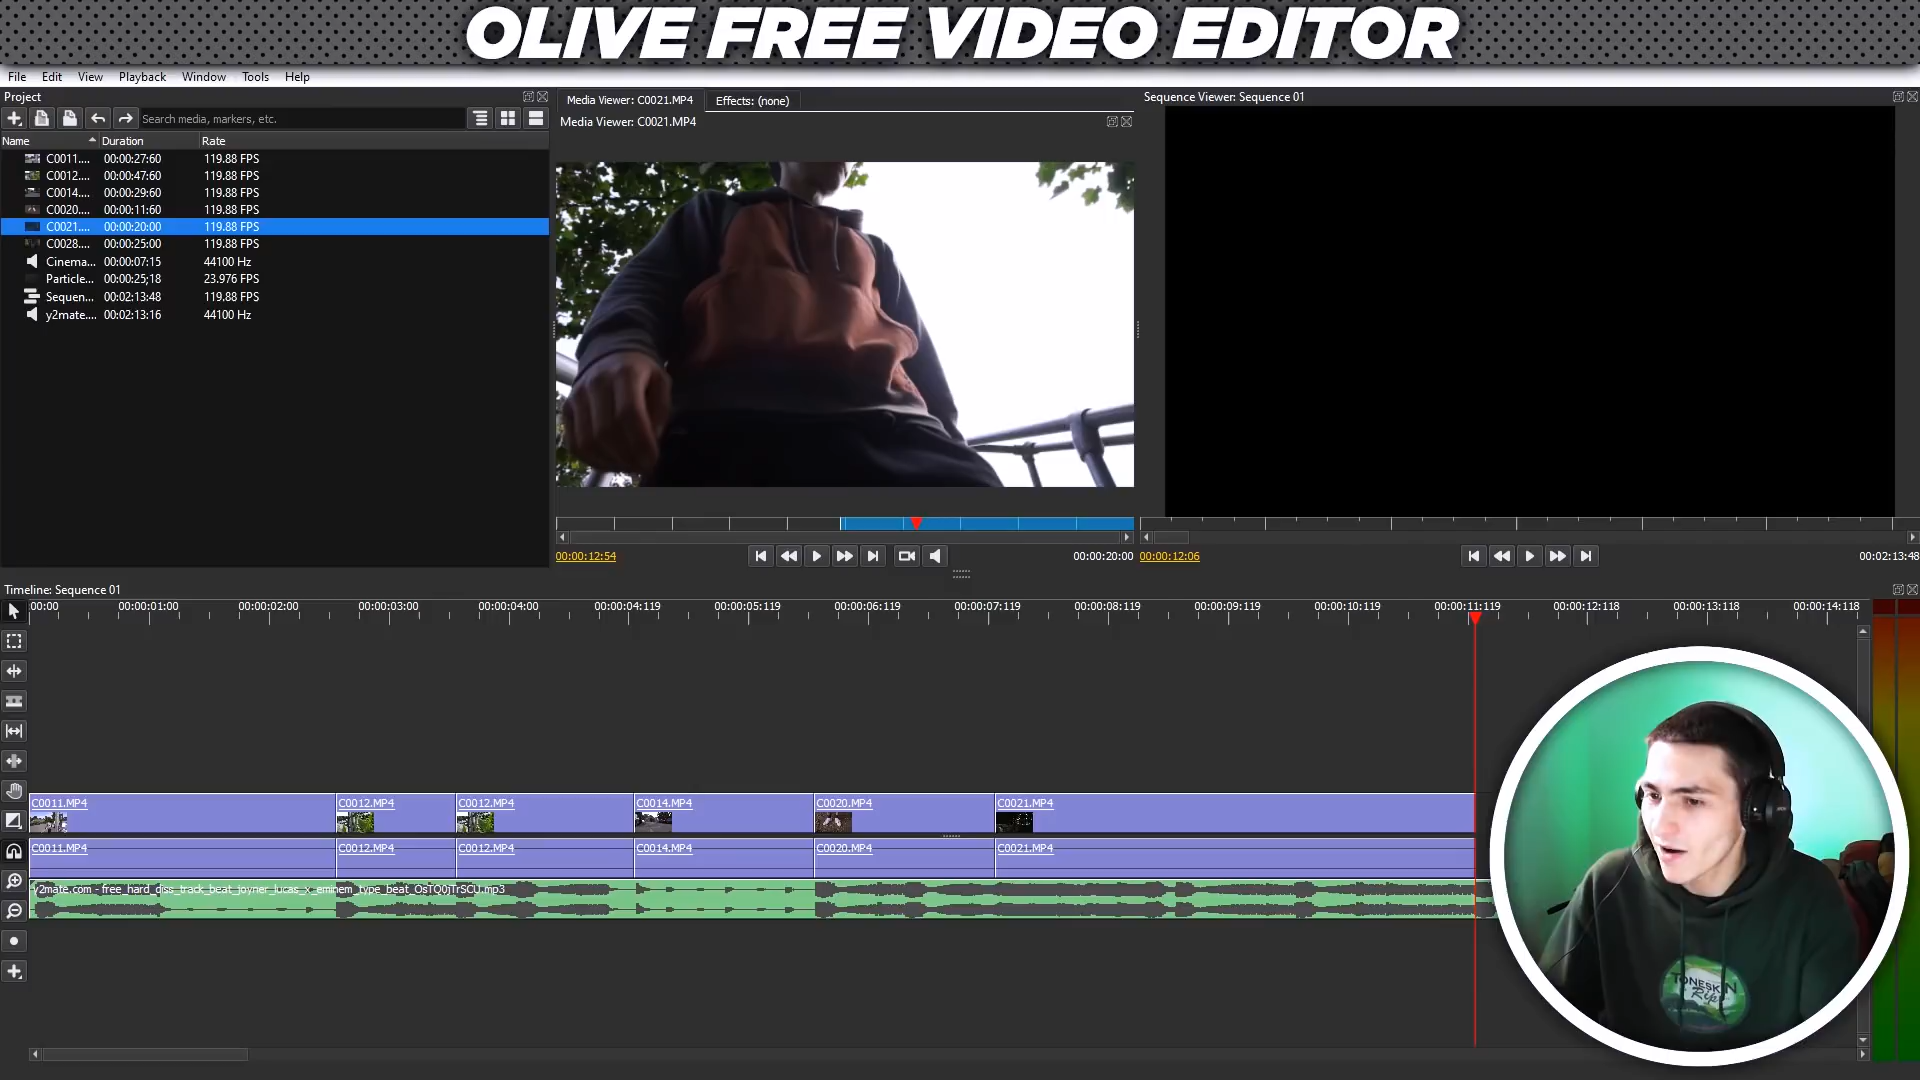 OLIVE FREE VIDEO EDITOR
File Edit View Playback Window Tools Help
Project
Search media, markers, etc.
Name Duration Rate
C0011.... 00:00:27:60 119.88 FPS
C0012.... 00:00:47:60 119.88 FPS
C0014.... 00:00:29:60 119.88 FPS
C0020.... 00:00:11:60 119.88 FPS
C0021.... 00:00:20:00 119.88 FPS
C0028.... 00:00:25:00 119.88 FPS
Cinema... 00:00:07:15 44100 Hz
Particle... 00:00:25;18 23.976 FPS
Sequen... 00:02:13:48 119.88 FPS
y2mate.... 00:02:13:16 44100 Hz
Media Viewer: C0021.MP4 Effects: (none)
Media Viewer: C0021.MP4
00:00:12:54 00:00:20:00
Sequence Viewer: Sequence 01
00:00:12:06 00:02:13:48
Timeline: Sequence 01
00:00 00:00:01:00 00:00:02:00 00:00:03:00 00:00:04:00 00:00:04:119 00:00:05:119 00:00:06:119 00:00:07:119 00:00:08:119 00:00:09:119 00:00:10:119 00:00:11:119 00:00:12:118 00:00:13:118 00:00:14:118
C0011.MP4 C0012.MP4 C0012.MP4 C0014.MP4 C0020.MP4 C0021.MP4
C0011.MP4 C0012.MP4 C0012.MP4 C0014.MP4 C0020.MP4 C0021.MP4
y2mate.com - free_hard_diss_track_beat_joyner_lucas_x_eminem_type_beat_OsTQ0jTrSCU.mp3
TONESKIN